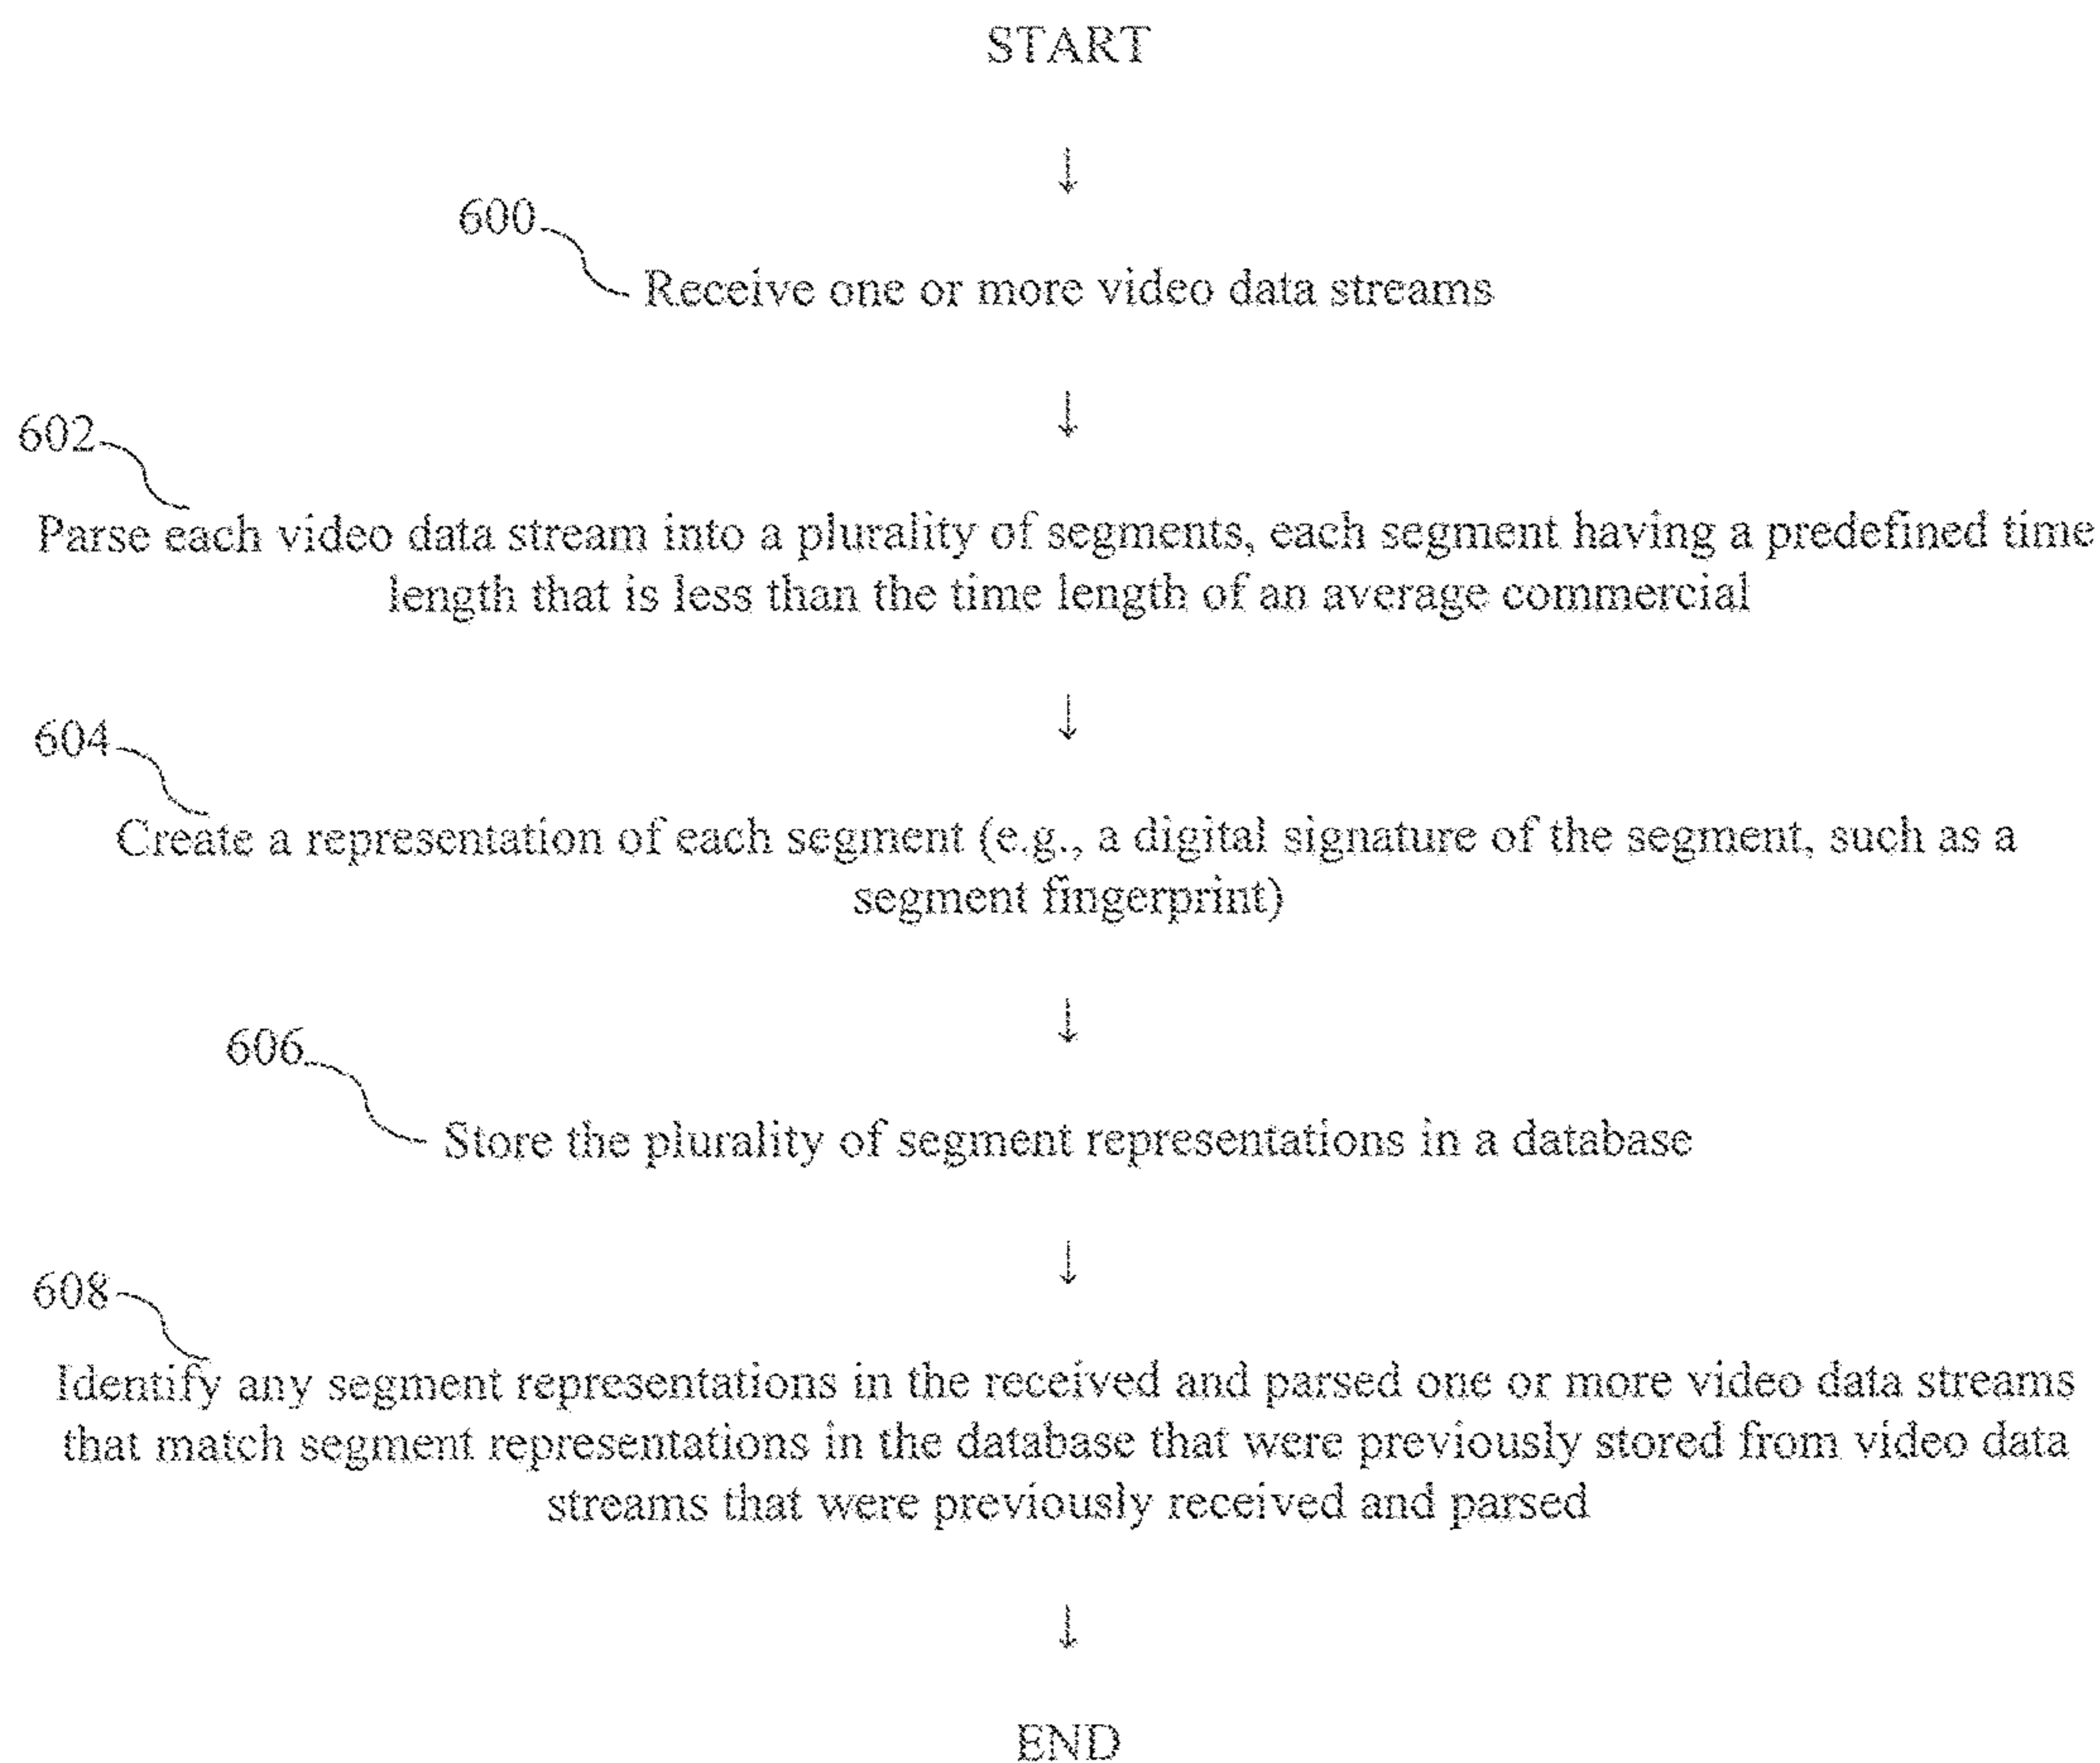 START
↓
600
Receive one or more video data streams
↓
602
Parse each video data stream into a plurality of segments, each segment having a predefined time
length that is less than the time length of an average commercial
↓
604
Create a representation of each segment (e.g., a digital signature of the segment, such as a
segment fingerprint)
↓
606
Store the plurality of segment representations in a database
↓
608
Identify any segment representations in the received and parsed one or more video data streams
that match segment representations in the database that were previously stored from video data
streams that were previously received and parsed
↓
END